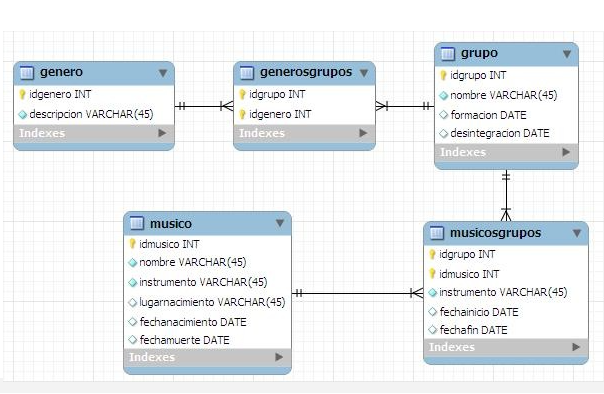 genero
idgenero INT
descripcion VARCHAR(45)
Indexes
generosgrupos
idgrupo INT
idgenero INT
Indexes
grupo
idgrupo INT
nombre VARCHAR(45)
formacion DATE
desintegracion DATE
Indexes
musico
idmusico INT
nombre VARCHAR(45)
instrumento VARCHAR(45)
lugarnacimiento VARCHAR(45)
fechanacimiento DATE
fechamuerte DATE
Indexes
musicosgrupos
idgrupo INT
idmusico INT
instrumento VARCHAR(45)
fechainicio DATE
fechafin DATE
Indexes